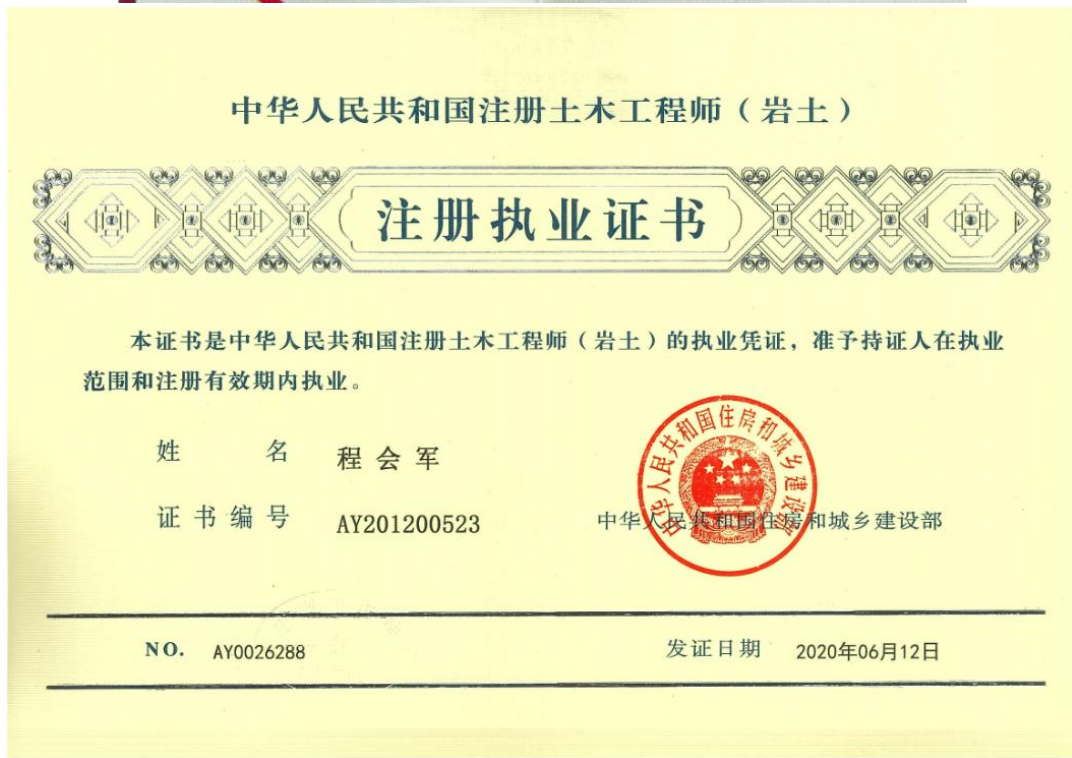 中华人民共和国注册土木工程师（岩土）
注册执业证书
本证书是中华人民共和国注册土木工程师（岩土）的执业凭证，准予持证人在执业
范围和注册有效期内执业。
姓 名 程会军
证书编号 AY201200523
中华人民共和国住房和城乡建设部
中华人民共和国住房和城乡建设部
NO. AY0026288
发证日期 2020年06月12日